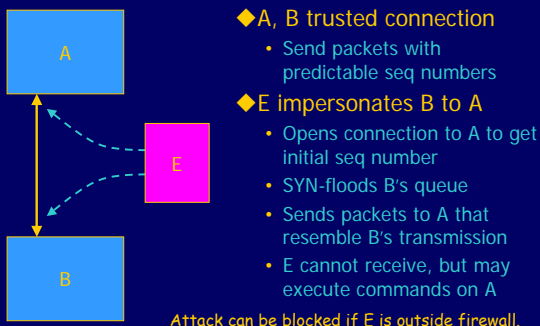 A
E
B
◆A, B trusted connection
• Send packets with
predictable seq numbers
◆E impersonates B to A
• Opens connection to A to get
initial seq number
• SYN-floods B's queue
• Sends packets to A that
resemble B's transmission
• E cannot receive, but may
execute commands on A
Attack can be blocked if E is outside firewall.